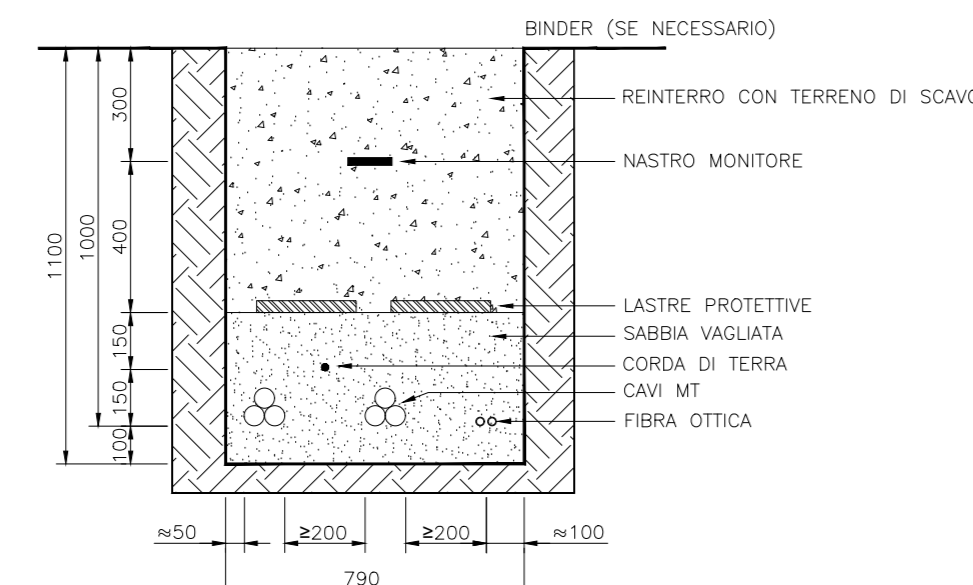 BINDER (SE NECESSARIO)
REINTERRO CON TERRENO DI SCAVO
NASTRO MONITORE
LASTRE PROTETTIVE
SABBIA VAGLIATA
CORDA DI TERRA
CAVI MT
FIBRA OTTICA
1100
1000
300
400
150
150
100
≈50
≥200
≥200
≈100
790